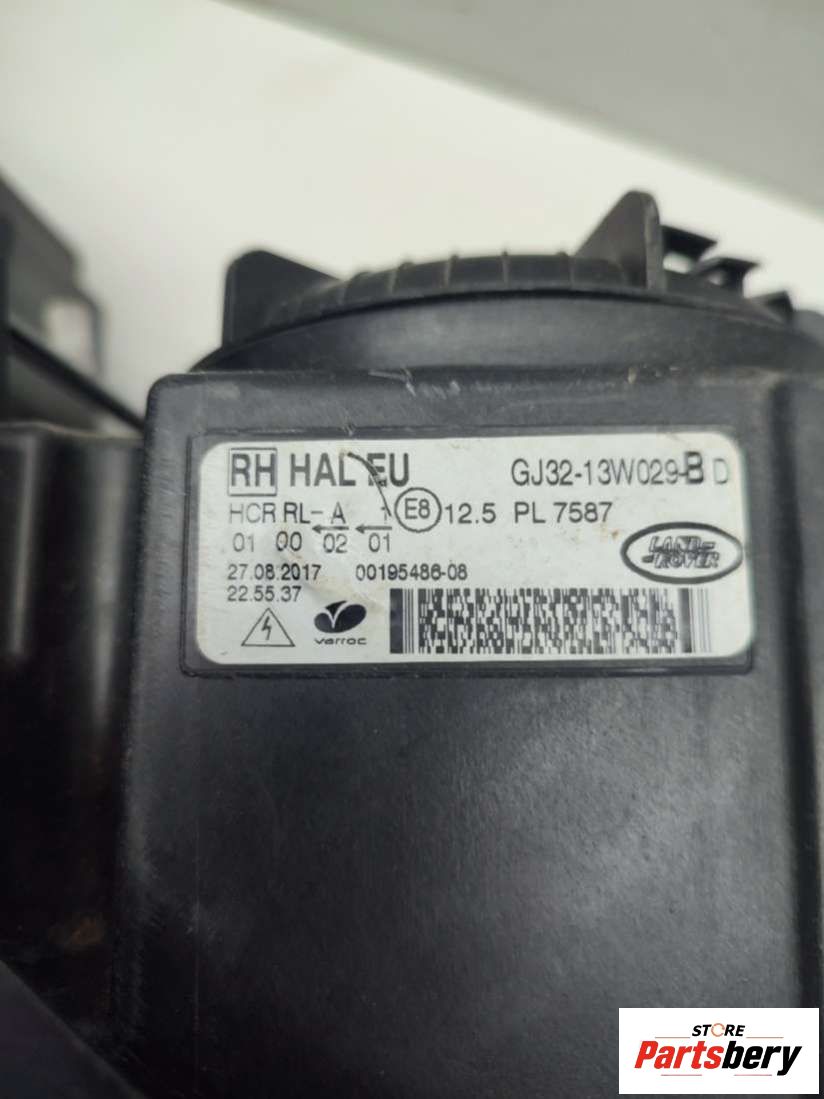 RH HAL EU GJ32-13W029-B D
HCR RL- A 1 E8 12.5 PL 7587
01 00 02 01
LAND-
-ROVER
27.08.2017 00195486-08
22.55.37
varroc
STORE
Partsbery